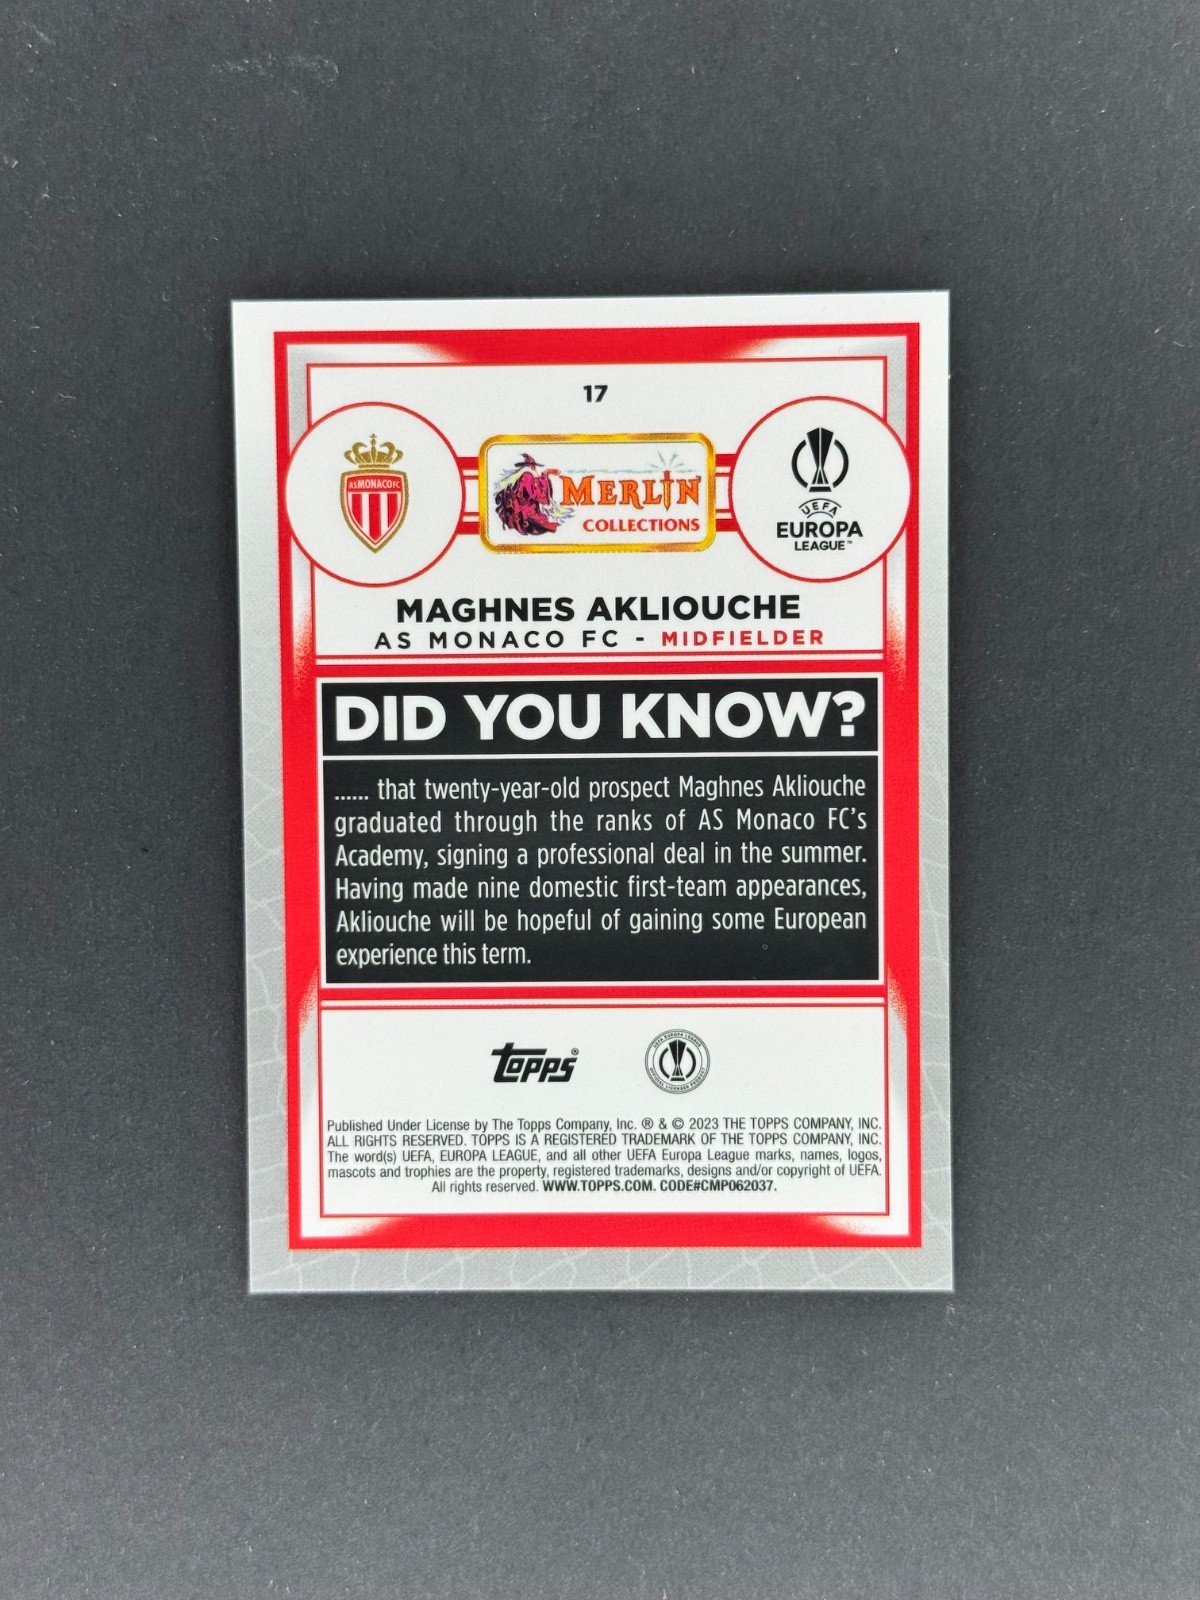 17
AS MONACO FC
MERLIN
COLLECTIONS
UEFA
EUROPA
LEAGUE™
MAGHNES AKLIOUCHE
AS MONACO FC - MIDFIELDER
DID YOU KNOW?
...... that twenty-year-old prospect Maghnes Akliouche
graduated through the ranks of AS Monaco FC's
Academy, signing a professional deal in the summer.
Having made nine domestic first-team appearances,
Akliouche will be hopeful of gaining some European
experience this term.
topps®
UEFA EUROPA LEAGUE
OFFICIAL LICENSED PRODUCT
Published Under License by The Topps Company, Inc. ® & © 2023 THE TOPPS COMPANY, INC.
ALL RIGHTS RESERVED. TOPPS IS A REGISTERED TRADEMARK OF THE TOPPS COMPANY, INC.
The word(s) UEFA, EUROPA LEAGUE, and all other UEFA Europa League marks, names, logos,
mascots and trophies are the property, registered trademarks, designs and/or copyright of UEFA.
All rights reserved. WWW.TOPPS.COM. CODE#CMP062037.